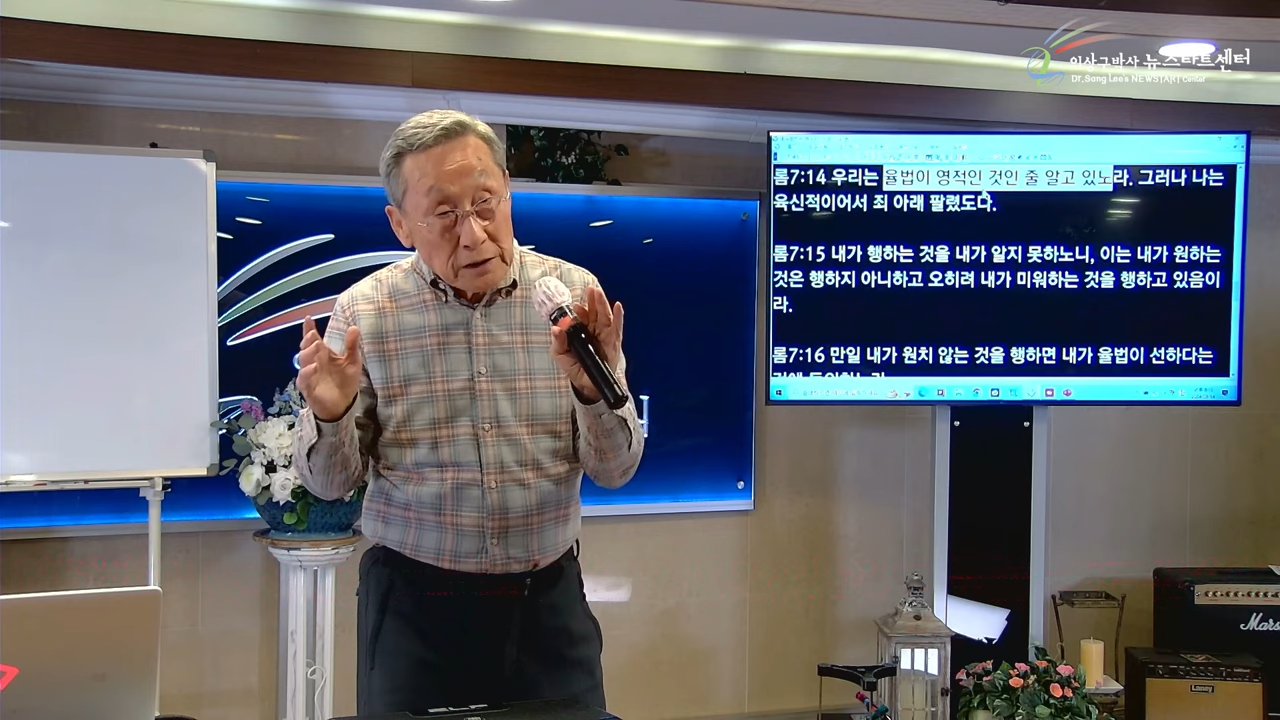 이상구박사 뉴스타트센터
Dr.Sang Lee's NEWSTART Center
롬7:14 우리는 율법이 영적인 것인 줄 알고 있노라. 그러나 나는
육신적이어서 죄 아래 팔렸도다.
롬7:15 내가 행하는 것을 내가 알지 못하노니, 이는 내가 원하는
것은 행하지 아니하고 오히려 내가 미워하는 것을 행하고 있음이
라.
롬7:16 만일 내가 원치 않는 것을 행하면 내가 율법이 선하다는
Mars
Laney